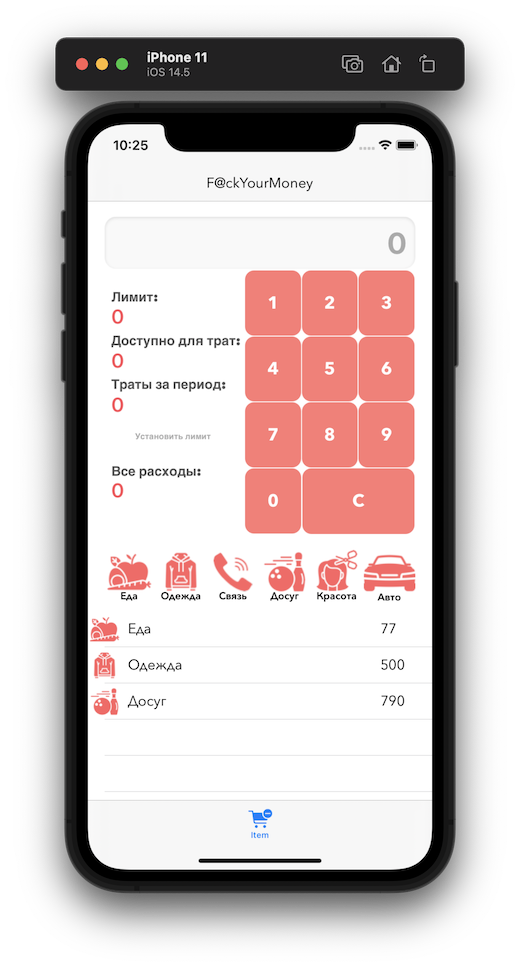 iPhone 11
iOS 14.5
10:25
F@ckYourMoney
0
Лимит:
0
Доступно для трат:
0
Траты за период:
0
Установить лимит
Все расходы:
0
1 2 3
4 5 6
7 8 9
0 C
Еда Одежда Связь Досуг Красота Авто
Еда 77
Одежда 500
Досуг 790
Item